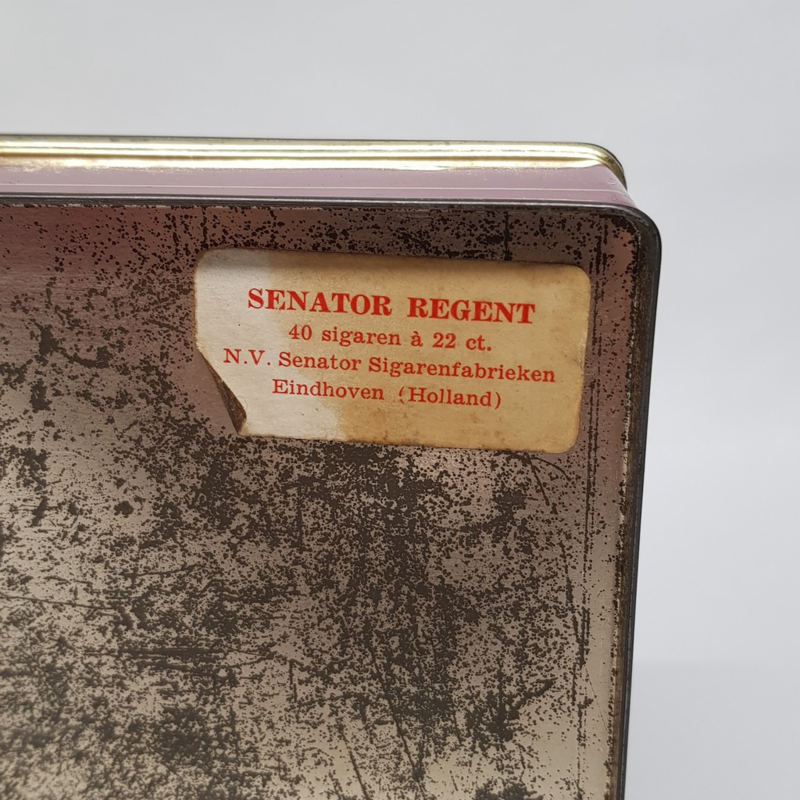 SENATOR REGENT
40 sigaren à 22 ct.
N.V. Senator Sigarenfabrieken
Eindhoven (Holland)